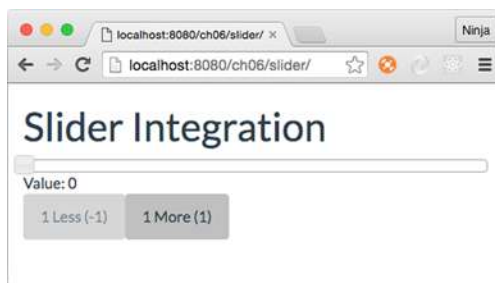 localhost:8080/ch06/slider/ ×
Ninja
localhost:8080/ch06/slider/
Slider Integration
Value: 0
1 Less (-1)
1 More (1)